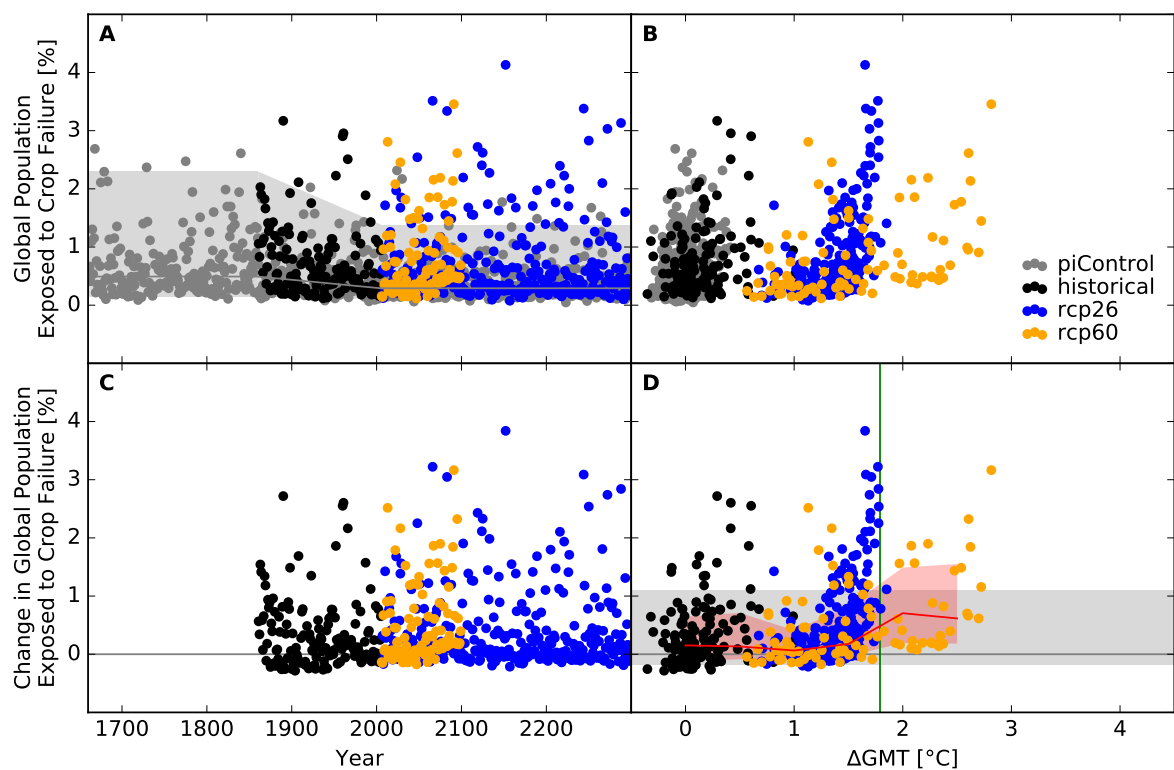 A
B
Global Population
Exposed to Crop Failure [%]
4
3
2
1
0
piControl
historical
rcp26
rcp60
C
D
Change in Global Population
Exposed to Crop Failure [%]
4
3
2
1
0
1700 1800 1900 2000 2100 2200
0 1 2 3 4
Year
ΔGMT [°C]